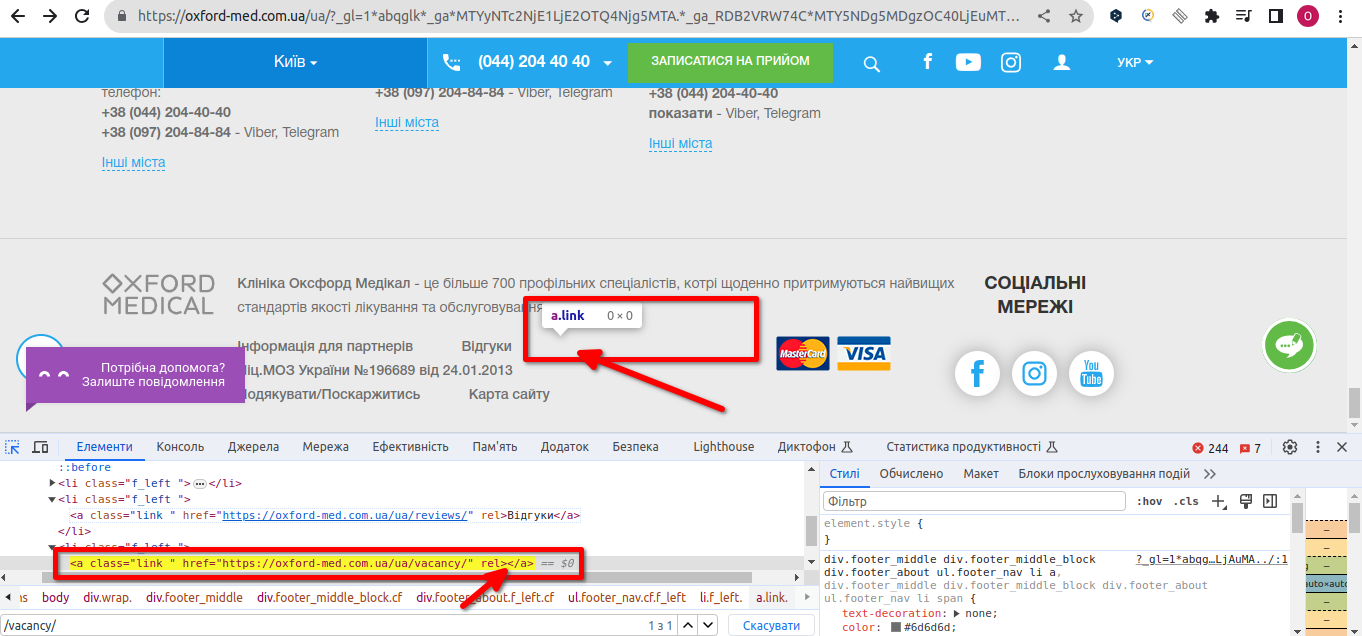 https://oxford-med.com.ua/ua/?_gl=1*abqglk*_ga*MTYyNTc2NjE1LjE2OTQ4Njg5MTA.*_ga_RDB2VRW74C*MTY5NDg5MDgzOC40LjEuMT...
O
Київ
(044) 204 40 40
ЗАПИСАТИСЯ НА ПРИЙОМ
УКР
телефон:
+38 (044) 204-40-40
+38 (097) 204-84-84 - Viber, Telegram
Інші міста
+38 (097) 204-84-84 - Viber, Telegram
Інші міста
+38 (044) 204-40-40
показати - Viber, Telegram
Інші міста
OXFORD
MEDICAL
Клініка Оксфорд Медікал - це більше 700 профільних спеціалістів, котрі щоденно притримуються найвищих
стандартів якості лікування та обслуговування
a.link 0 × 0
Інформація для партнерів Відгуки
Ліц.МОЗ України №196689 від 24.01.2013
Подякувати/Поскаржитись Карта сайту
MasterCard
VISA
СОЦІАЛЬНІ
МЕРЕЖІ
You
Tube
Потрібна допомога?
Залиште повідомлення
Елементи Консоль Джерела Мережа Ефективність Пам'ять Додаток Безпека Lighthouse Диктофон Статистика продуктивності 244 7
::before
<li class="f_left ">...</li>
<li class="f_left ">
<a class="link " href="https://oxford-med.com.ua/ua/reviews/" rel>Відгуки</a>
</li>
<li class="f_left ">
<a class="link " href="https://oxford-med.com.ua/ua/vacancy/" rel></a> == $0
body div.wrap. div.footer_middle div.footer_middle_block.cf div.footer_about.f_left.cf ul.footer_nav.cf.f_left li.f_left. a.link.
/vacancy/ 1 з 1 Скасувати
Стилі Обчислено Макет Блоки прослуховування подій
Фільтр :hov .cls
element.style {
}
div.footer_middle div.footer_middle_block ?_gl=1*abqg…LjAuMA../:1
div.footer_about ul.footer_nav li a,
div.footer_middle div.footer_middle_block div.footer_about
ul.footer_nav li span {
text-decoration: none;
color: #6d6d6d;
auto×auto